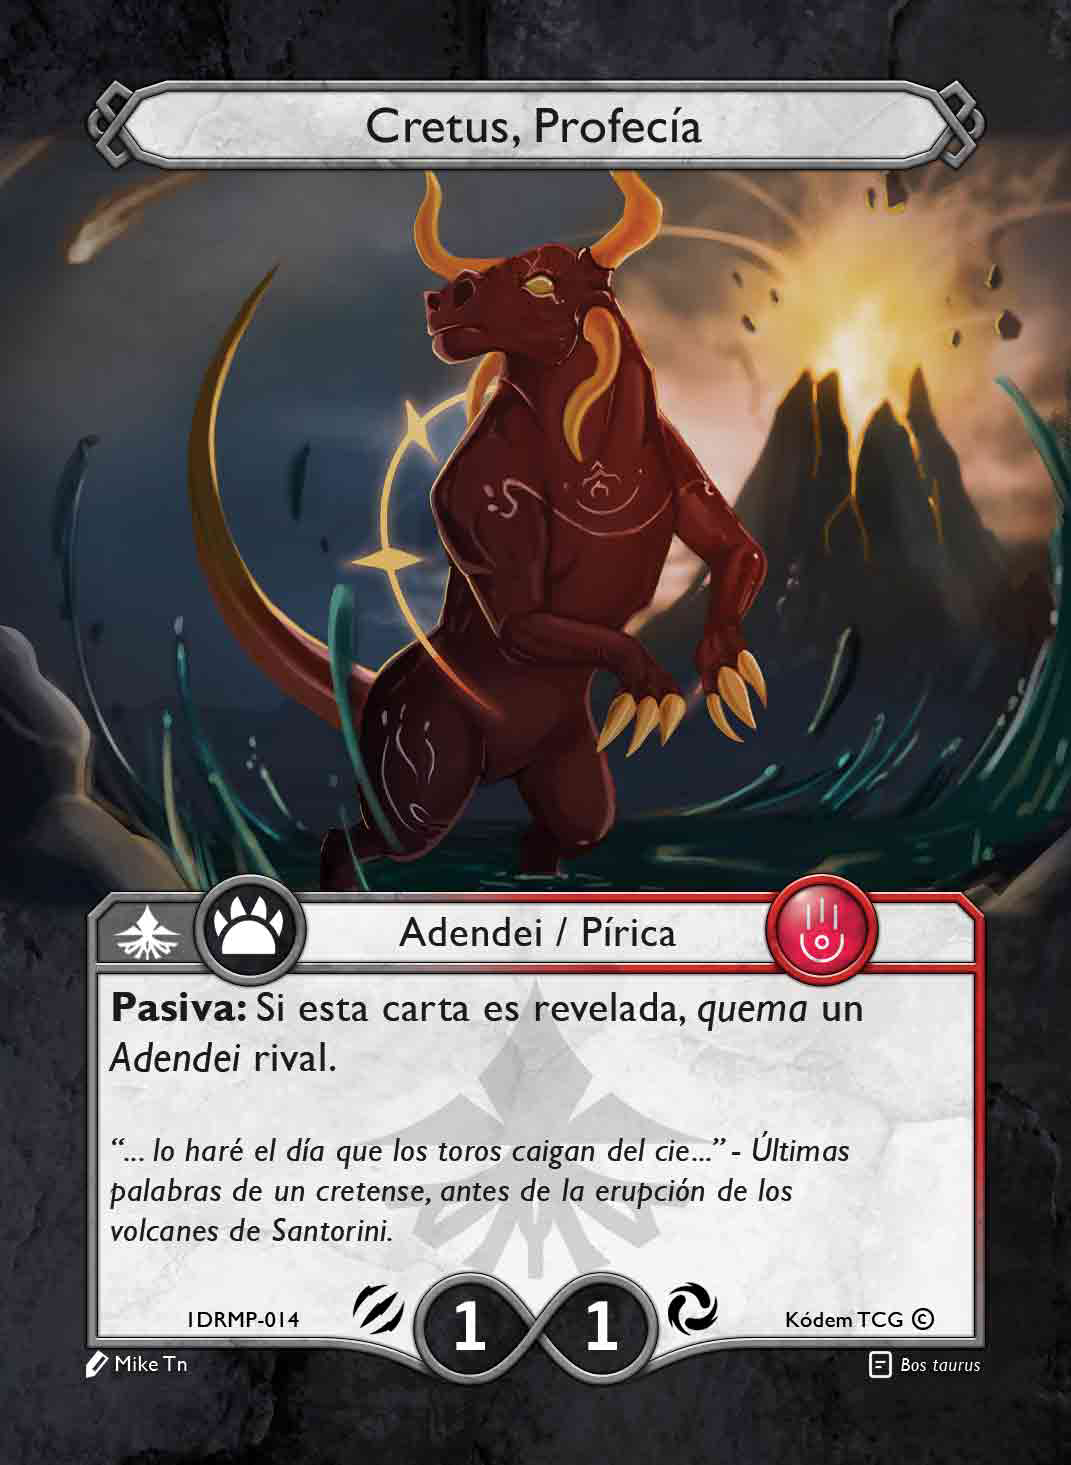 Cretus, Profecía
Adendei / Pírica
Pasiva: Si esta carta es revelada, quema un
Adendei rival.
“... lo haré el día que los toros caigan del cie...” - Últimas
palabras de un cretense, antes de la erupción de los
volcanes de Santorini.
1DRMP-014
1 1
Kódem TCG ©
Mike Tn
Bos taurus